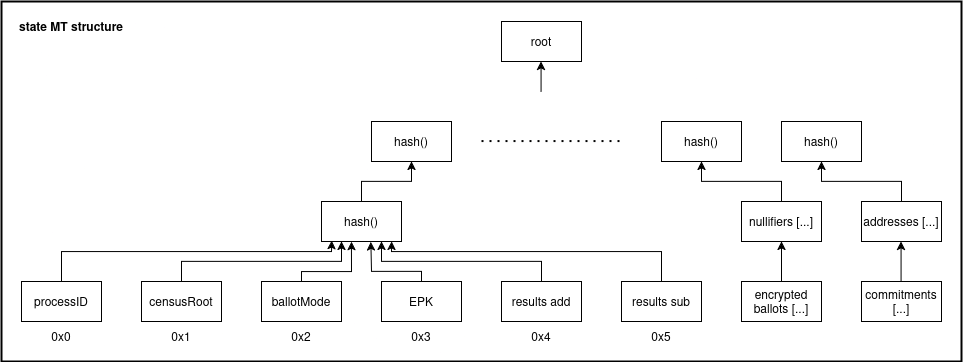 state MT structure
root
hash()
hash()
hash()
hash()
nullifiers [...]
addresses [...]
processID
censusRoot
ballotMode
EPK
results add
results sub
encrypted
ballots [...]
commitments
[...]
0x0
0x1
0x2
0x3
0x4
0x5